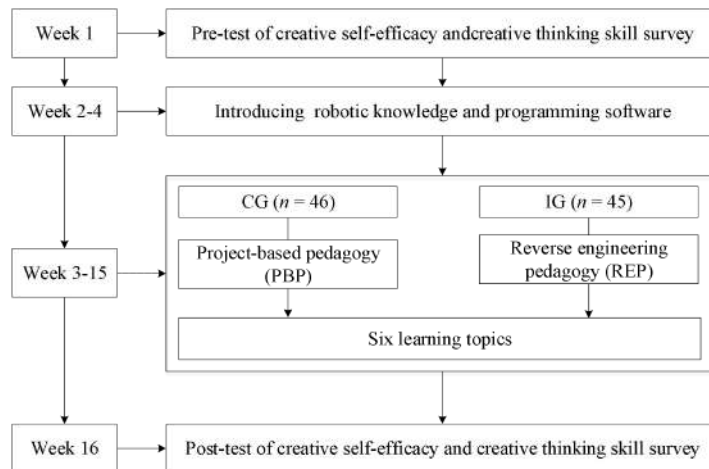 Week 1
Pre-test of creative self-efficacy andcreative thinking skill survey
Week 2-4
Introducing robotic knowledge and programming software
CG (n = 46)
IG (n = 45)
Week 3-15
Project-based pedagogy
(PBP)
Reverse engineering
pedagogy (REP)
Six learning topics
Week 16
Post-test of creative self-efficacy and creative thinking skill survey